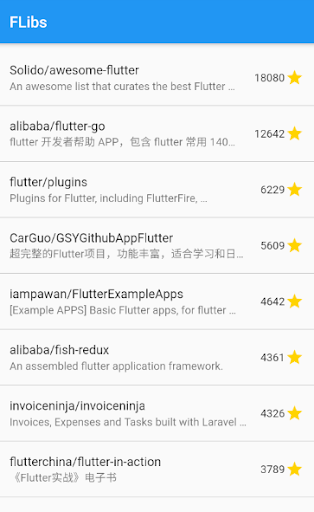 FLibs
Solido/awesome-flutter
An awesome list that curates the best Flutter ...
18080
alibaba/flutter-go
flutter 开发者帮助 APP，包含 flutter 常用 140...
12642
flutter/plugins
Plugins for Flutter, including FlutterFire, ...
6229
CarGuo/GSYGithubAppFlutter
超完整的Flutter项目，功能丰富，适合学习和日...
5609
iampawan/FlutterExampleApps
[Example APPS] Basic Flutter apps, for flutter ...
4642
alibaba/fish-redux
An assembled flutter application framework.
4361
invoiceninja/invoiceninja
Invoices, Expenses and Tasks built with Laravel ...
4326
flutterchina/flutter-in-action
《Flutter实战》电子书
3789